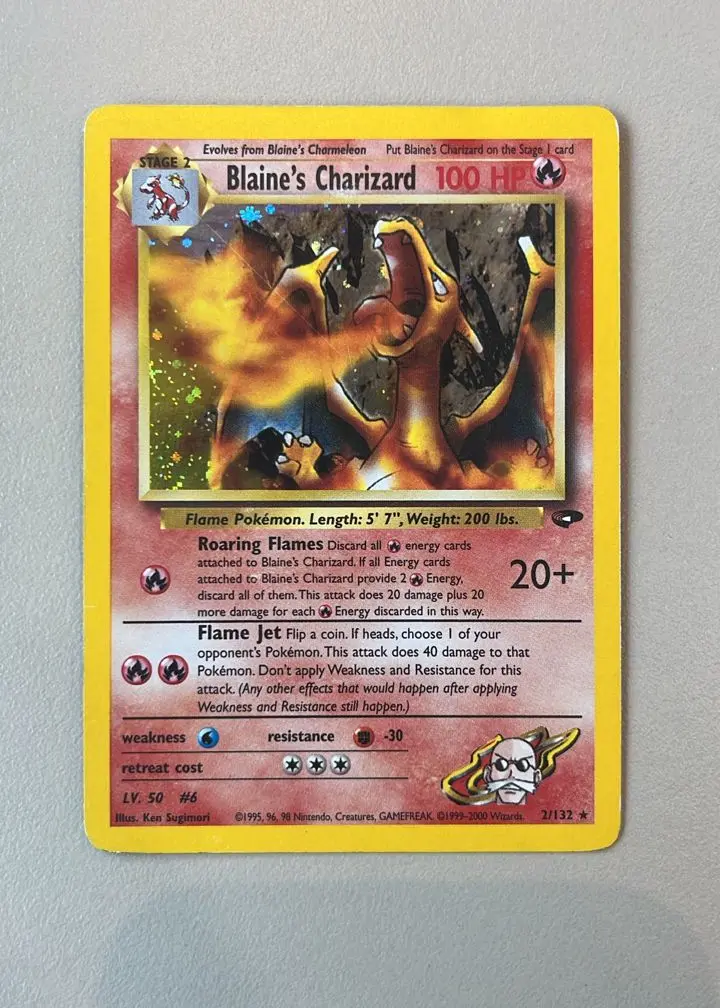 Evolves from Blaine's Charmeleon Put Blaine's Charizard on the Stage 1 card
STAGE 2
Blaine's Charizard 100 HP
Flame Pokémon. Length: 5' 7", Weight: 200 lbs.
Roaring Flames Discard all energy cards
attached to Blaine's Charizard. If all Energy cards
attached to Blaine's Charizard provide 2 Energy,
discard all of them. This attack does 20 damage plus 20
more damage for each Energy discarded in this way.
20+
Flame Jet Flip a coin. If heads, choose 1 of your
opponent's Pokémon. This attack does 40 damage to that
Pokémon. Don't apply Weakness and Resistance for this
attack. (Any other effects that would happen after applying
Weakness and Resistance still happen.)
weakness resistance -30
retreat cost
LV. 50 #6
Illus. Ken Sugimori ©1995, 96, 98 Nintendo, Creatures, GAMEFREAK. ©1999-2000 Wizards. 2/132 ★